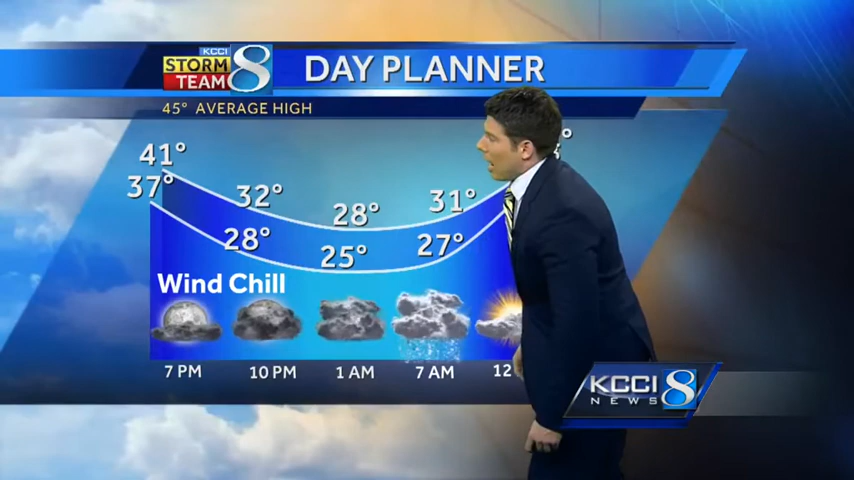 KCCI
STORM
TEAM
8
DAY PLANNER
45° AVERAGE HIGH
41°
37°
32°
28°
28°
25°
31°
27°
°
Wind Chill
7 PM
10 PM
1 AM
7 AM
12
KCCI 8
NEWS